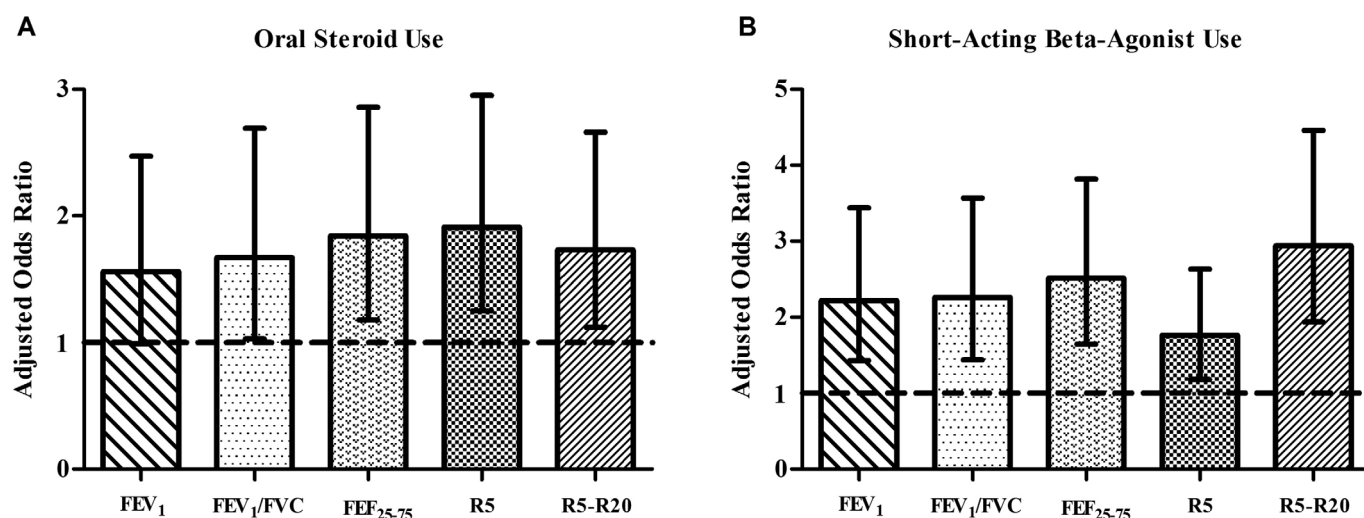 A
Oral Steroid Use
Adjusted Odds Ratio
3
2
1
0
FEV1
FEV1/FVC
FEF25-75
R5
R5-R20
B
Short-Acting Beta-Agonist Use
Adjusted Odds Ratio
5
4
3
2
1
0
FEV1
FEV1/FVC
FEF25-75
R5
R5-R20